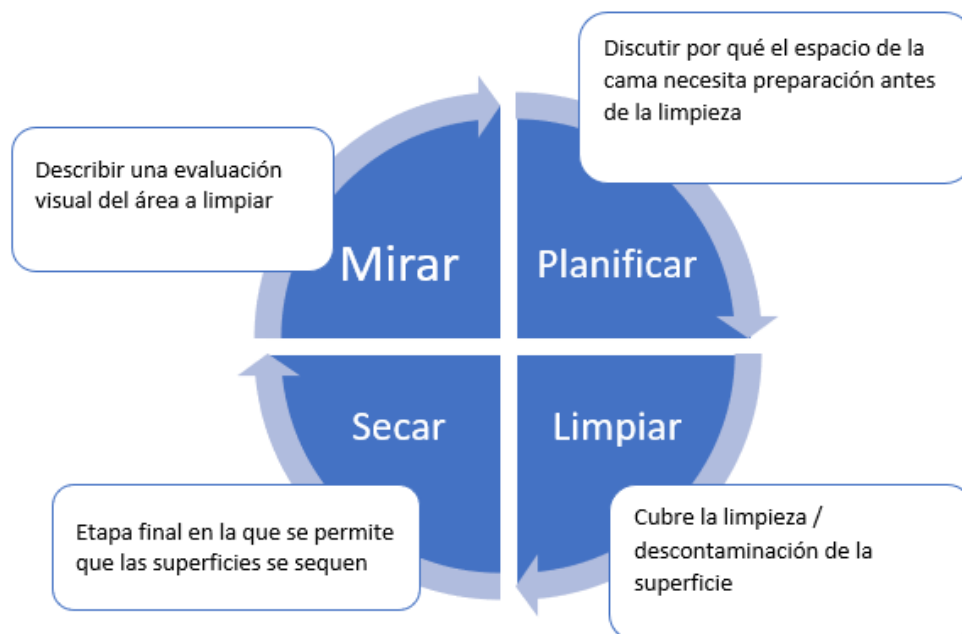 Describir una evaluación
visual del área a limpiar
Mirar
Discutir por qué el espacio de la
cama necesita preparación antes
de la limpieza
Planificar
Limpiar
Cubre la limpieza /
descontaminación de la
superficie
Secar
Etapa final en la que se permite
que las superficies se sequen